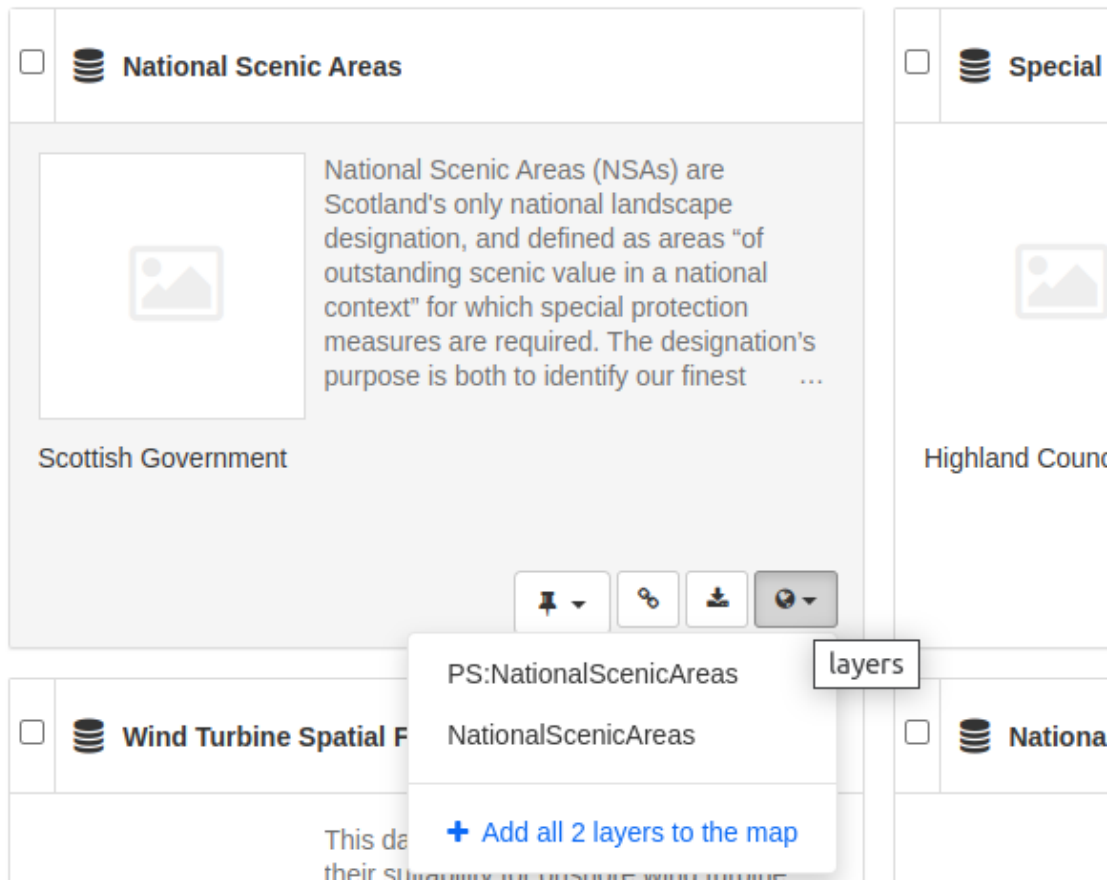 National Scenic Areas
Special
National Scenic Areas (NSAs) are
Scotland's only national landscape
designation, and defined as areas “of
outstanding scenic value in a national
context” for which special protection
measures are required. The designation’s
purpose is both to identify our finest ...
Scottish Government
Highland
layers
PS:NationalScenicAreas
NationalScenicAreas
Add all 2 layers to the map
Wind Turbine Spatial
This
their